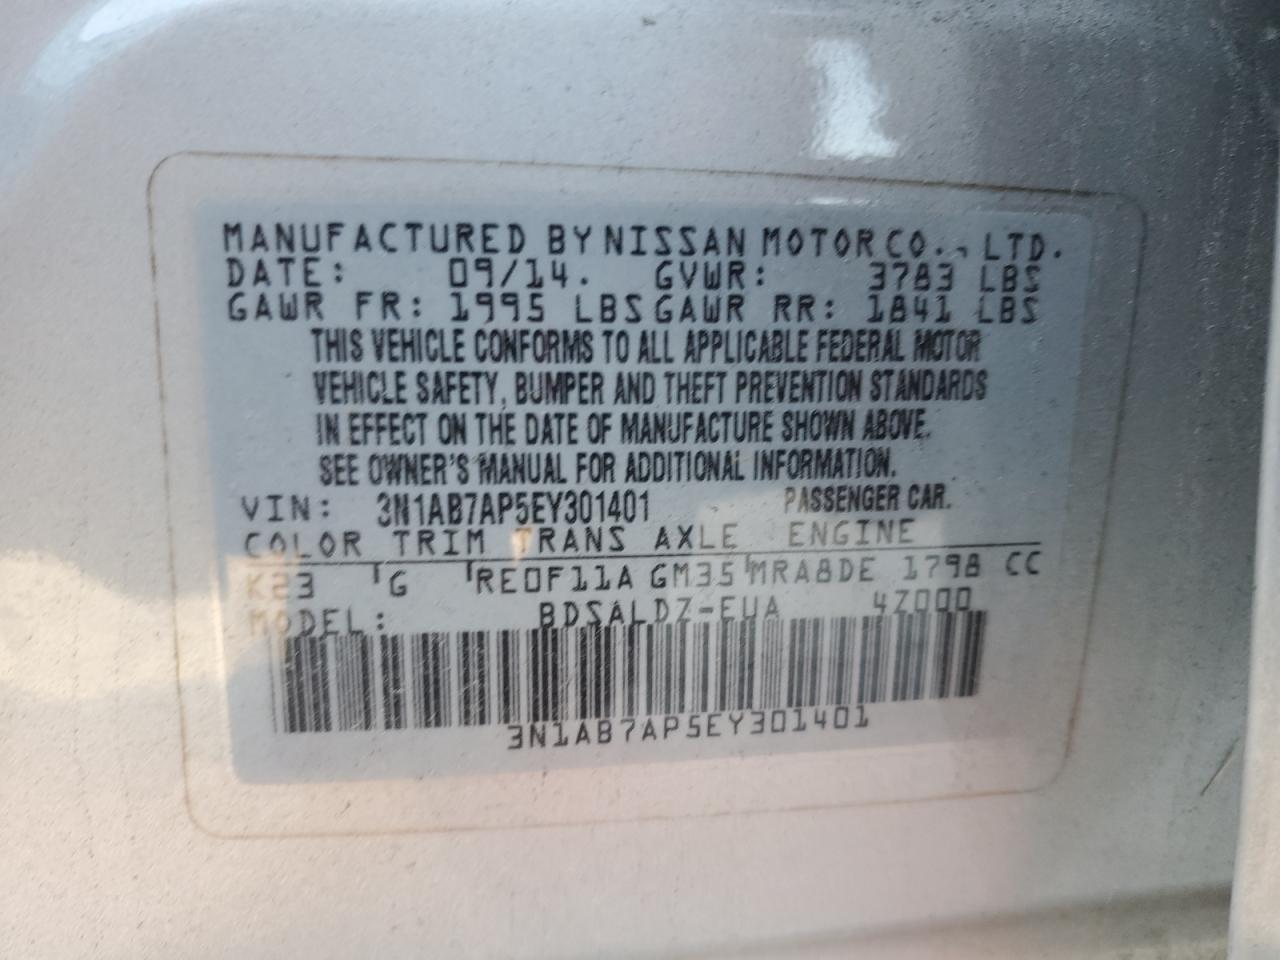 MANUFACTURED BY NISSAN MOTOR CO., LTD.
DATE: 09/14. GVWR: 3783 LBS
GAWR FR: 1995 LBS GAWR RR: 1841 LBS
THIS VEHICLE CONFORMS TO ALL APPLICABLE FEDERAL MOTOR
VEHICLE SAFETY, BUMPER AND THEFT PREVENTION STANDARDS
IN EFFECT ON THE DATE OF MANUFACTURE SHOWN ABOVE.
SEE OWNER'S MANUAL FOR ADDITIONAL INFORMATION.
VIN: 3N1AB7AP5EY301401 PASSENGER CAR.
COLOR TRIM TRANS AXLE ENGINE
K23 G RE0F11A GM35 MRA8DE 1798 CC
MODEL: BDSALDZ-EUA 4Z000
3N1AB7AP5EY301401